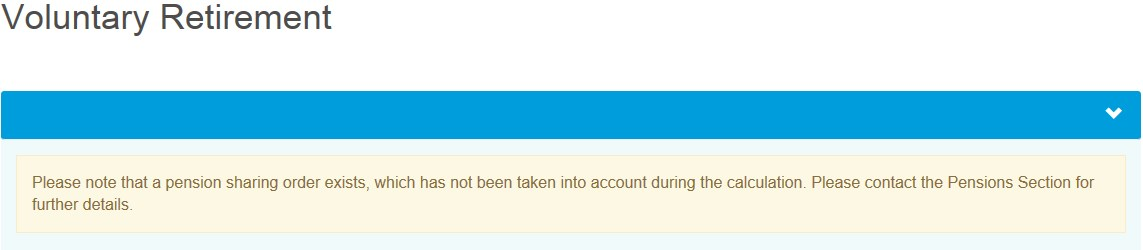 Voluntary Retirement
Please note that a pension sharing order exists, which has not been taken into account during the calculation. Please contact the Pensions Section for
further details.